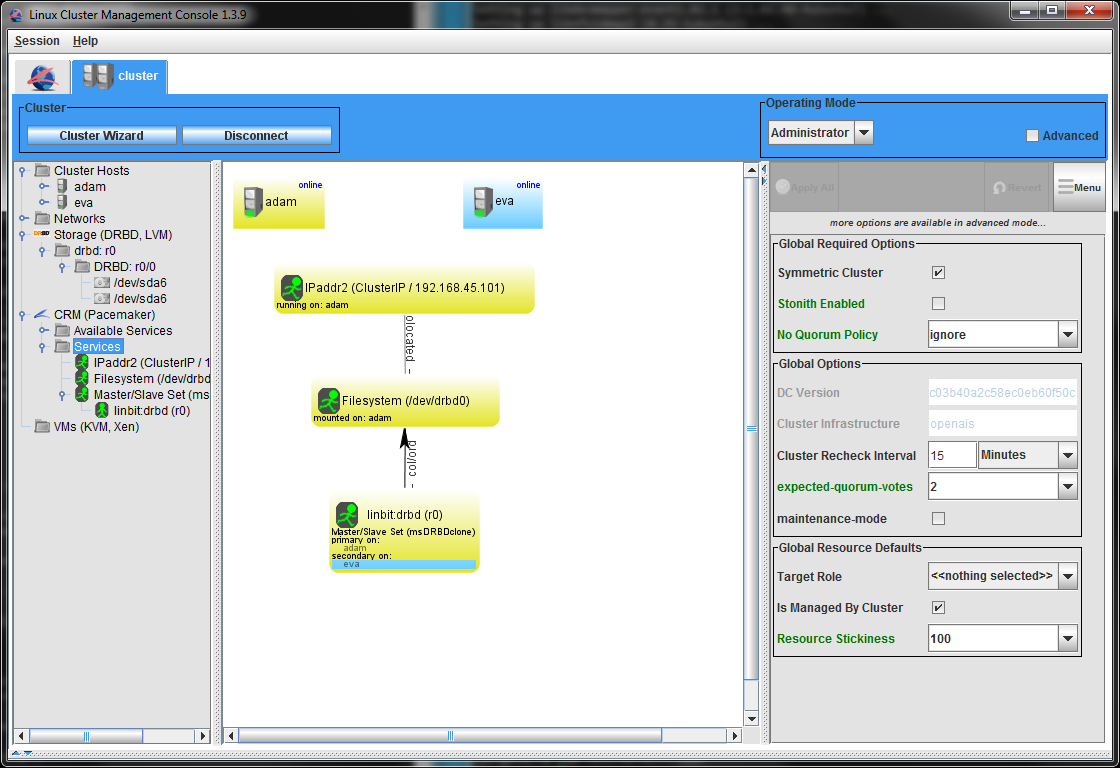 Linux Cluster Management Console 1.3.9
Session Help
cluster
Cluster
Cluster Wizard
Disconnect
Operating Mode
Administrator
Advanced
Cluster Hosts
adam
eva
Networks
Storage (DRBD, LVM)
drbd: r0
DRBD: r0/0
/dev/sda6
/dev/sda6
CRM (Pacemaker)
Available Services
Services
IPaddr2 (ClusterIP / 1
Filesystem (/dev/drbd
Master/Slave Set (ms
linbit:drbd (r0)
VMs (KVM, Xen)
online
adam
online
eva
IPaddr2 (ClusterIP / 192.168.45.101)
running on: adam
olocated
Filesystem (/dev/drbd0)
mounted on: adam
col/o/p
linbit:drbd (r0)
Master/Slave Set (msDRBDclone)
primary on:
adam
secondary on:
eva
Apply All
Revert
Menu
more options are available in advanced mode...
Global Required Options
Symmetric Cluster
Stonith Enabled
No Quorum Policy
ignore
Global Options
DC Version
c03b40a2c58ec0eb60f50c
Cluster Infrastructure
openais
Cluster Recheck Interval
15
Minutes
expected-quorum-votes
2
maintenance-mode
Global Resource Defaults
Target Role
<<nothing selected>>
Is Managed By Cluster
Resource Stickiness
100